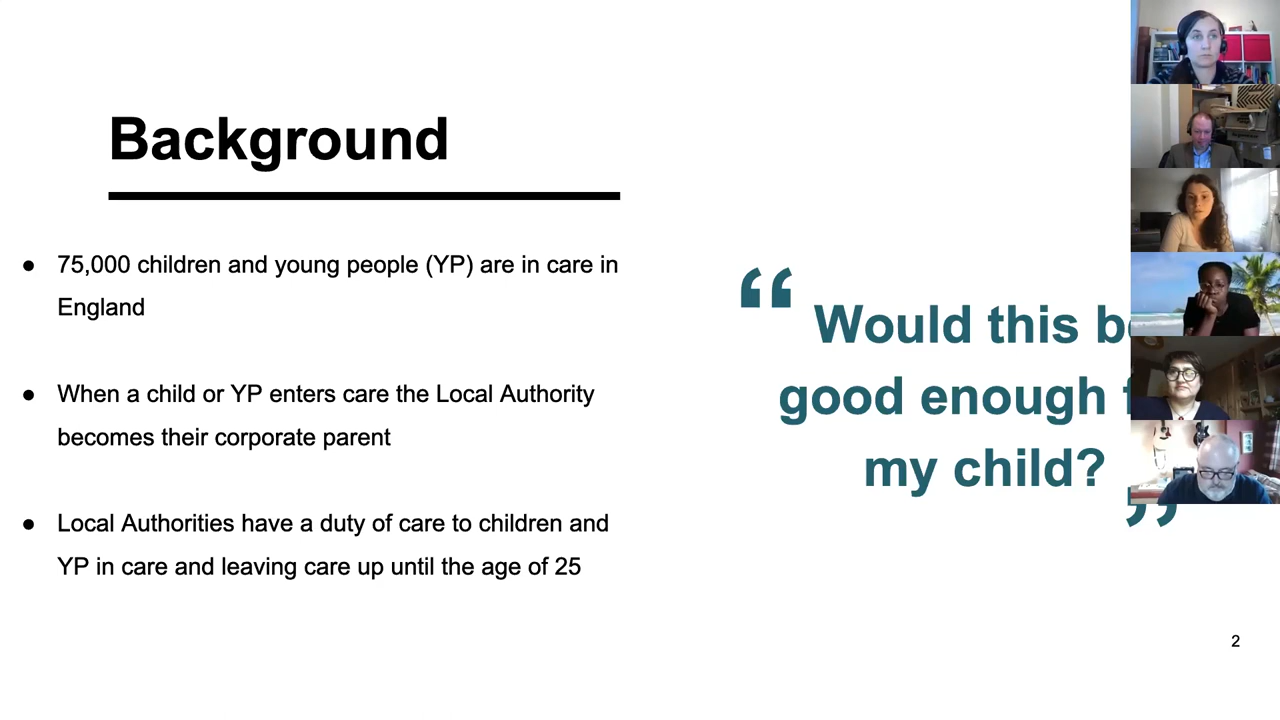 Background
● 75,000 children and young people (YP) are in care in
England
● When a child or YP enters care the Local Authority
becomes their corporate parent
● Local Authorities have a duty of care to children and
YP in care and leaving care up until the age of 25
“ Would this
good enough
my child? ”
2